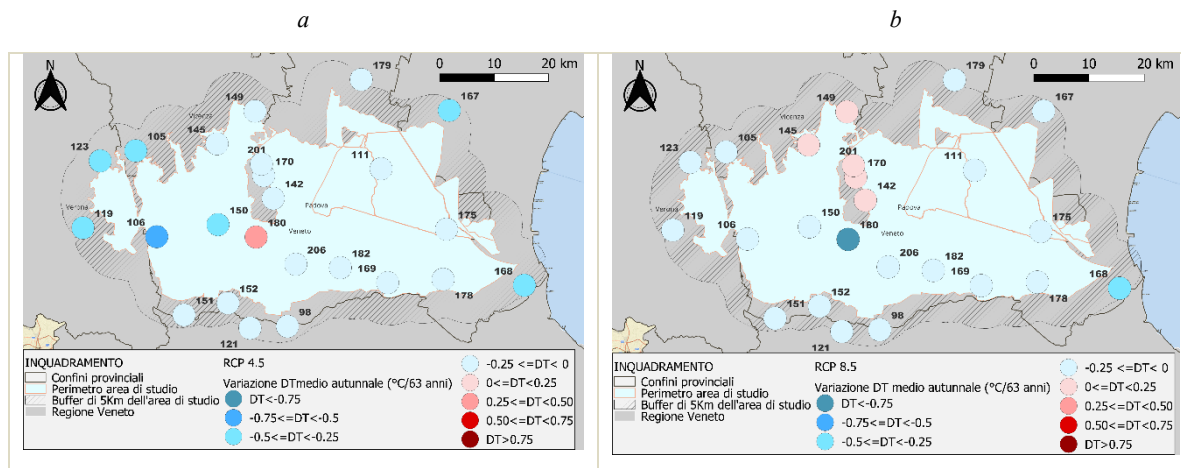 a
b
N
0 10 20 km
179
167
149
Vicenza
105
145
123
201
170
111
142
Verona
Padova
119
106
150
180
Veneto
175
206
182
169
168
178
151
152
98
121
INQUADRAMENTO
Confini provinciali
Perimetro area di studio
Buffer di 5Km dell'area di studio
Regione Veneto
RCP 4.5
Variazione DTmedio autunnale (°C/63 anni)
DT<-0.75
-0.75<=DT<-0.5
-0.5<=DT<-0.25
-0.25 <=DT< 0
0<=DT<0.25
0.25<=DT<0.50
0.50<=DT<0.75
DT>0.75
N
0 10 20 km
179
167
149
Vicenza
105
145
123
201
170
111
142
Verona
Padova
119
106
150
180
Veneto
175
206
182
169
168
178
151
152
98
121
INQUADRAMENTO
Confini provinciali
Perimetro area di studio
Buffer di 5Km dell'area di studio
Regione Veneto
RCP 8.5
Variazione DT medio autunnale (°C/63 anni)
DT<-0.75
-0.75<=DT<-0.5
-0.5<=DT<-0.25
-0.25 <=DT< 0
0<=DT<0.25
0.25<=DT<0.50
0.50<=DT<0.75
DT>0.75